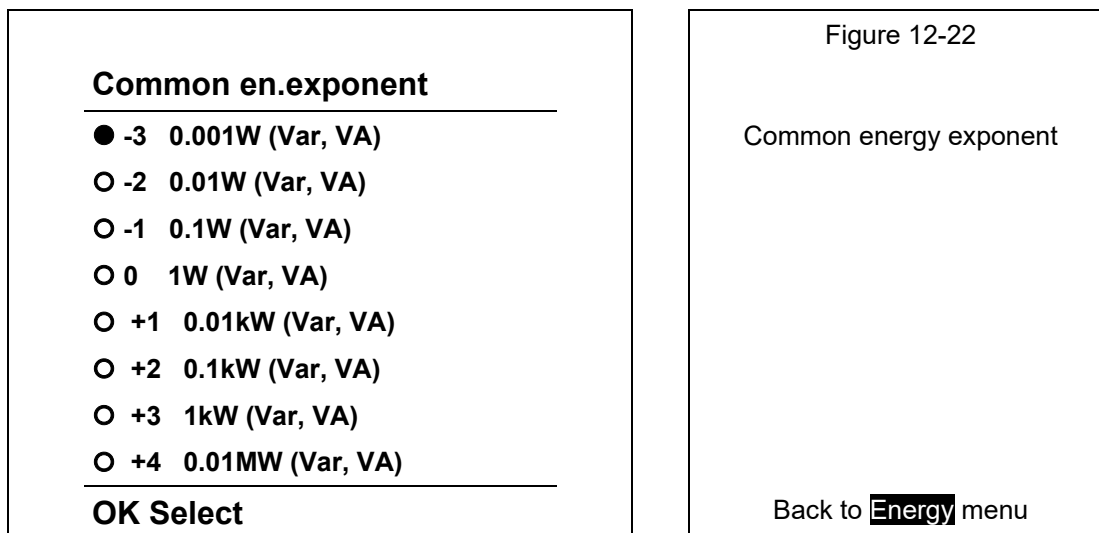 Common en.exponent
-3 0.001W (Var, VA)
-2 0.01W (Var, VA)
-1 0.1W (Var, VA)
0 1W (Var, VA)
+1 0.01kW (Var, VA)
+2 0.1kW (Var, VA)
+3 1kW (Var, VA)
+4 0.01MW (Var, VA)
OK Select
Figure 12-22
Common energy exponent
Back to Energy menu